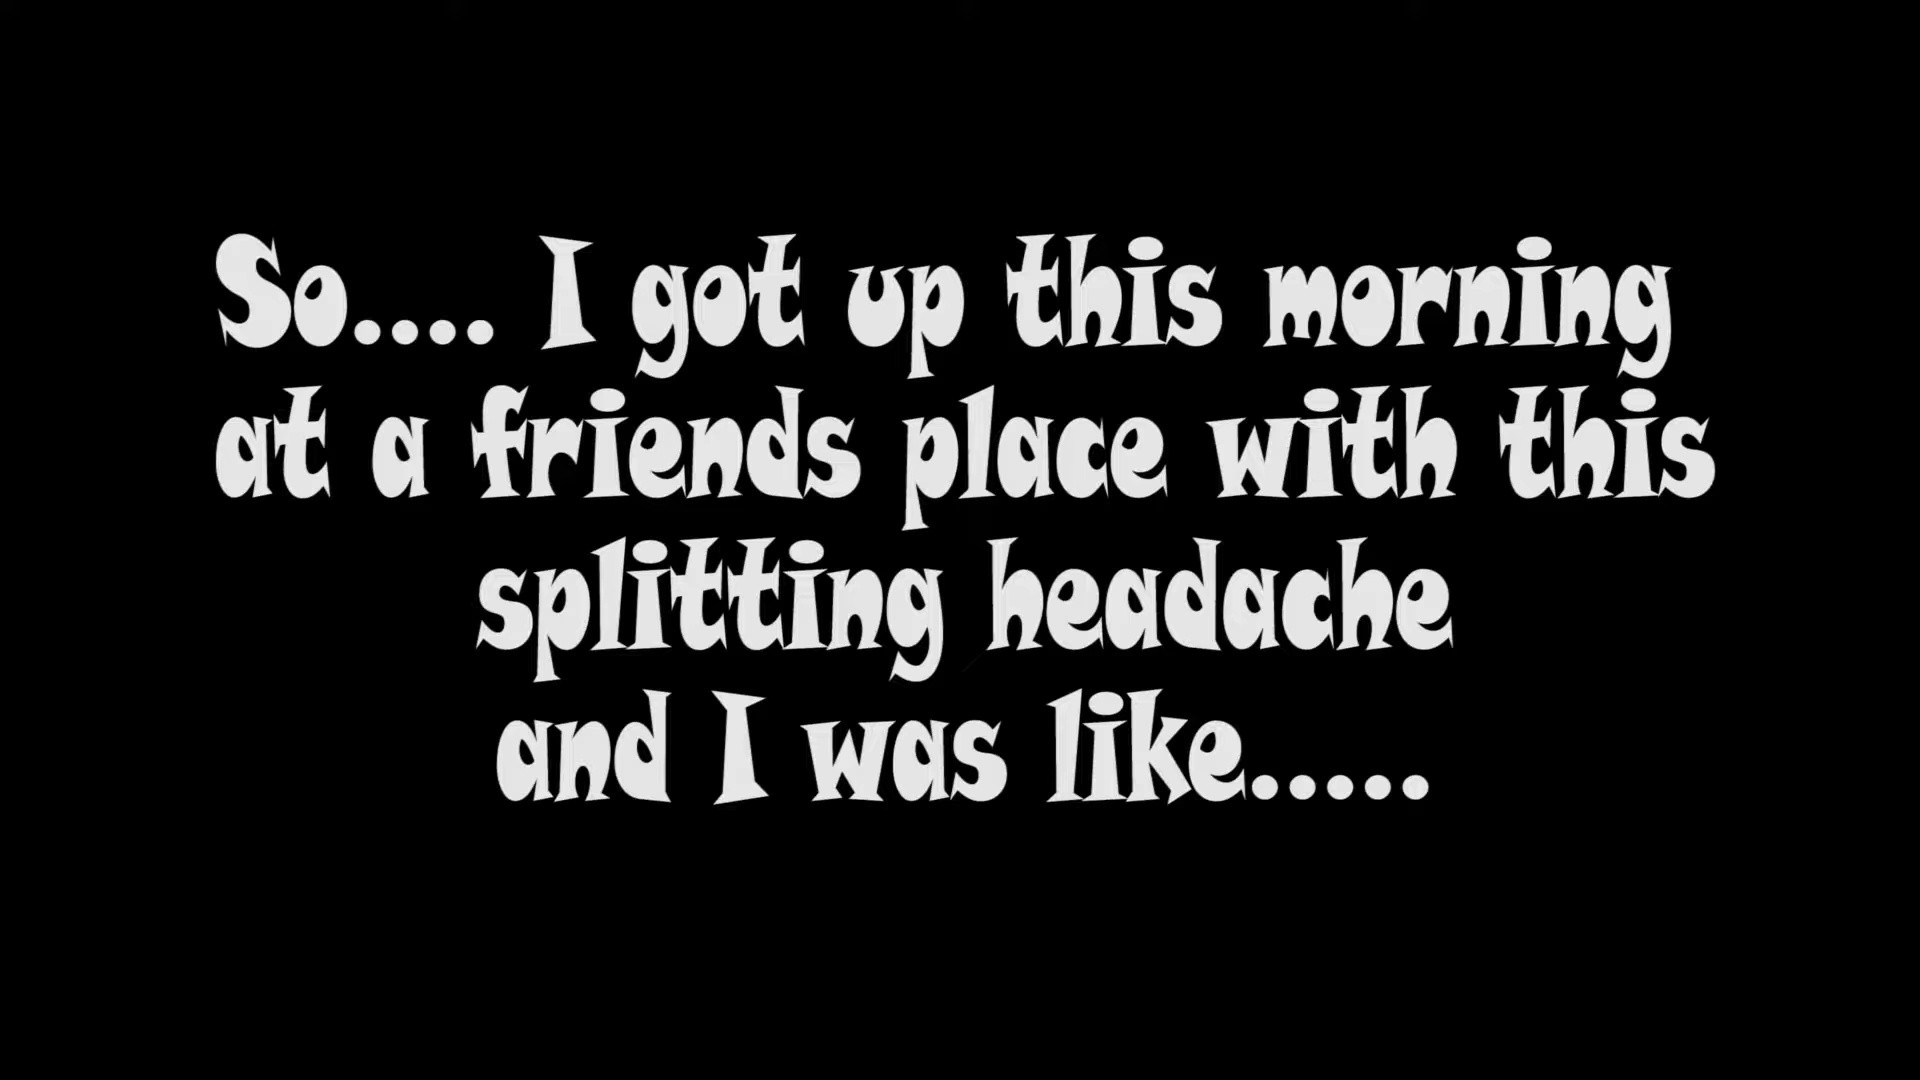 So.... I got up this morning
at a friends place with this
splitting headache
and I was like.....